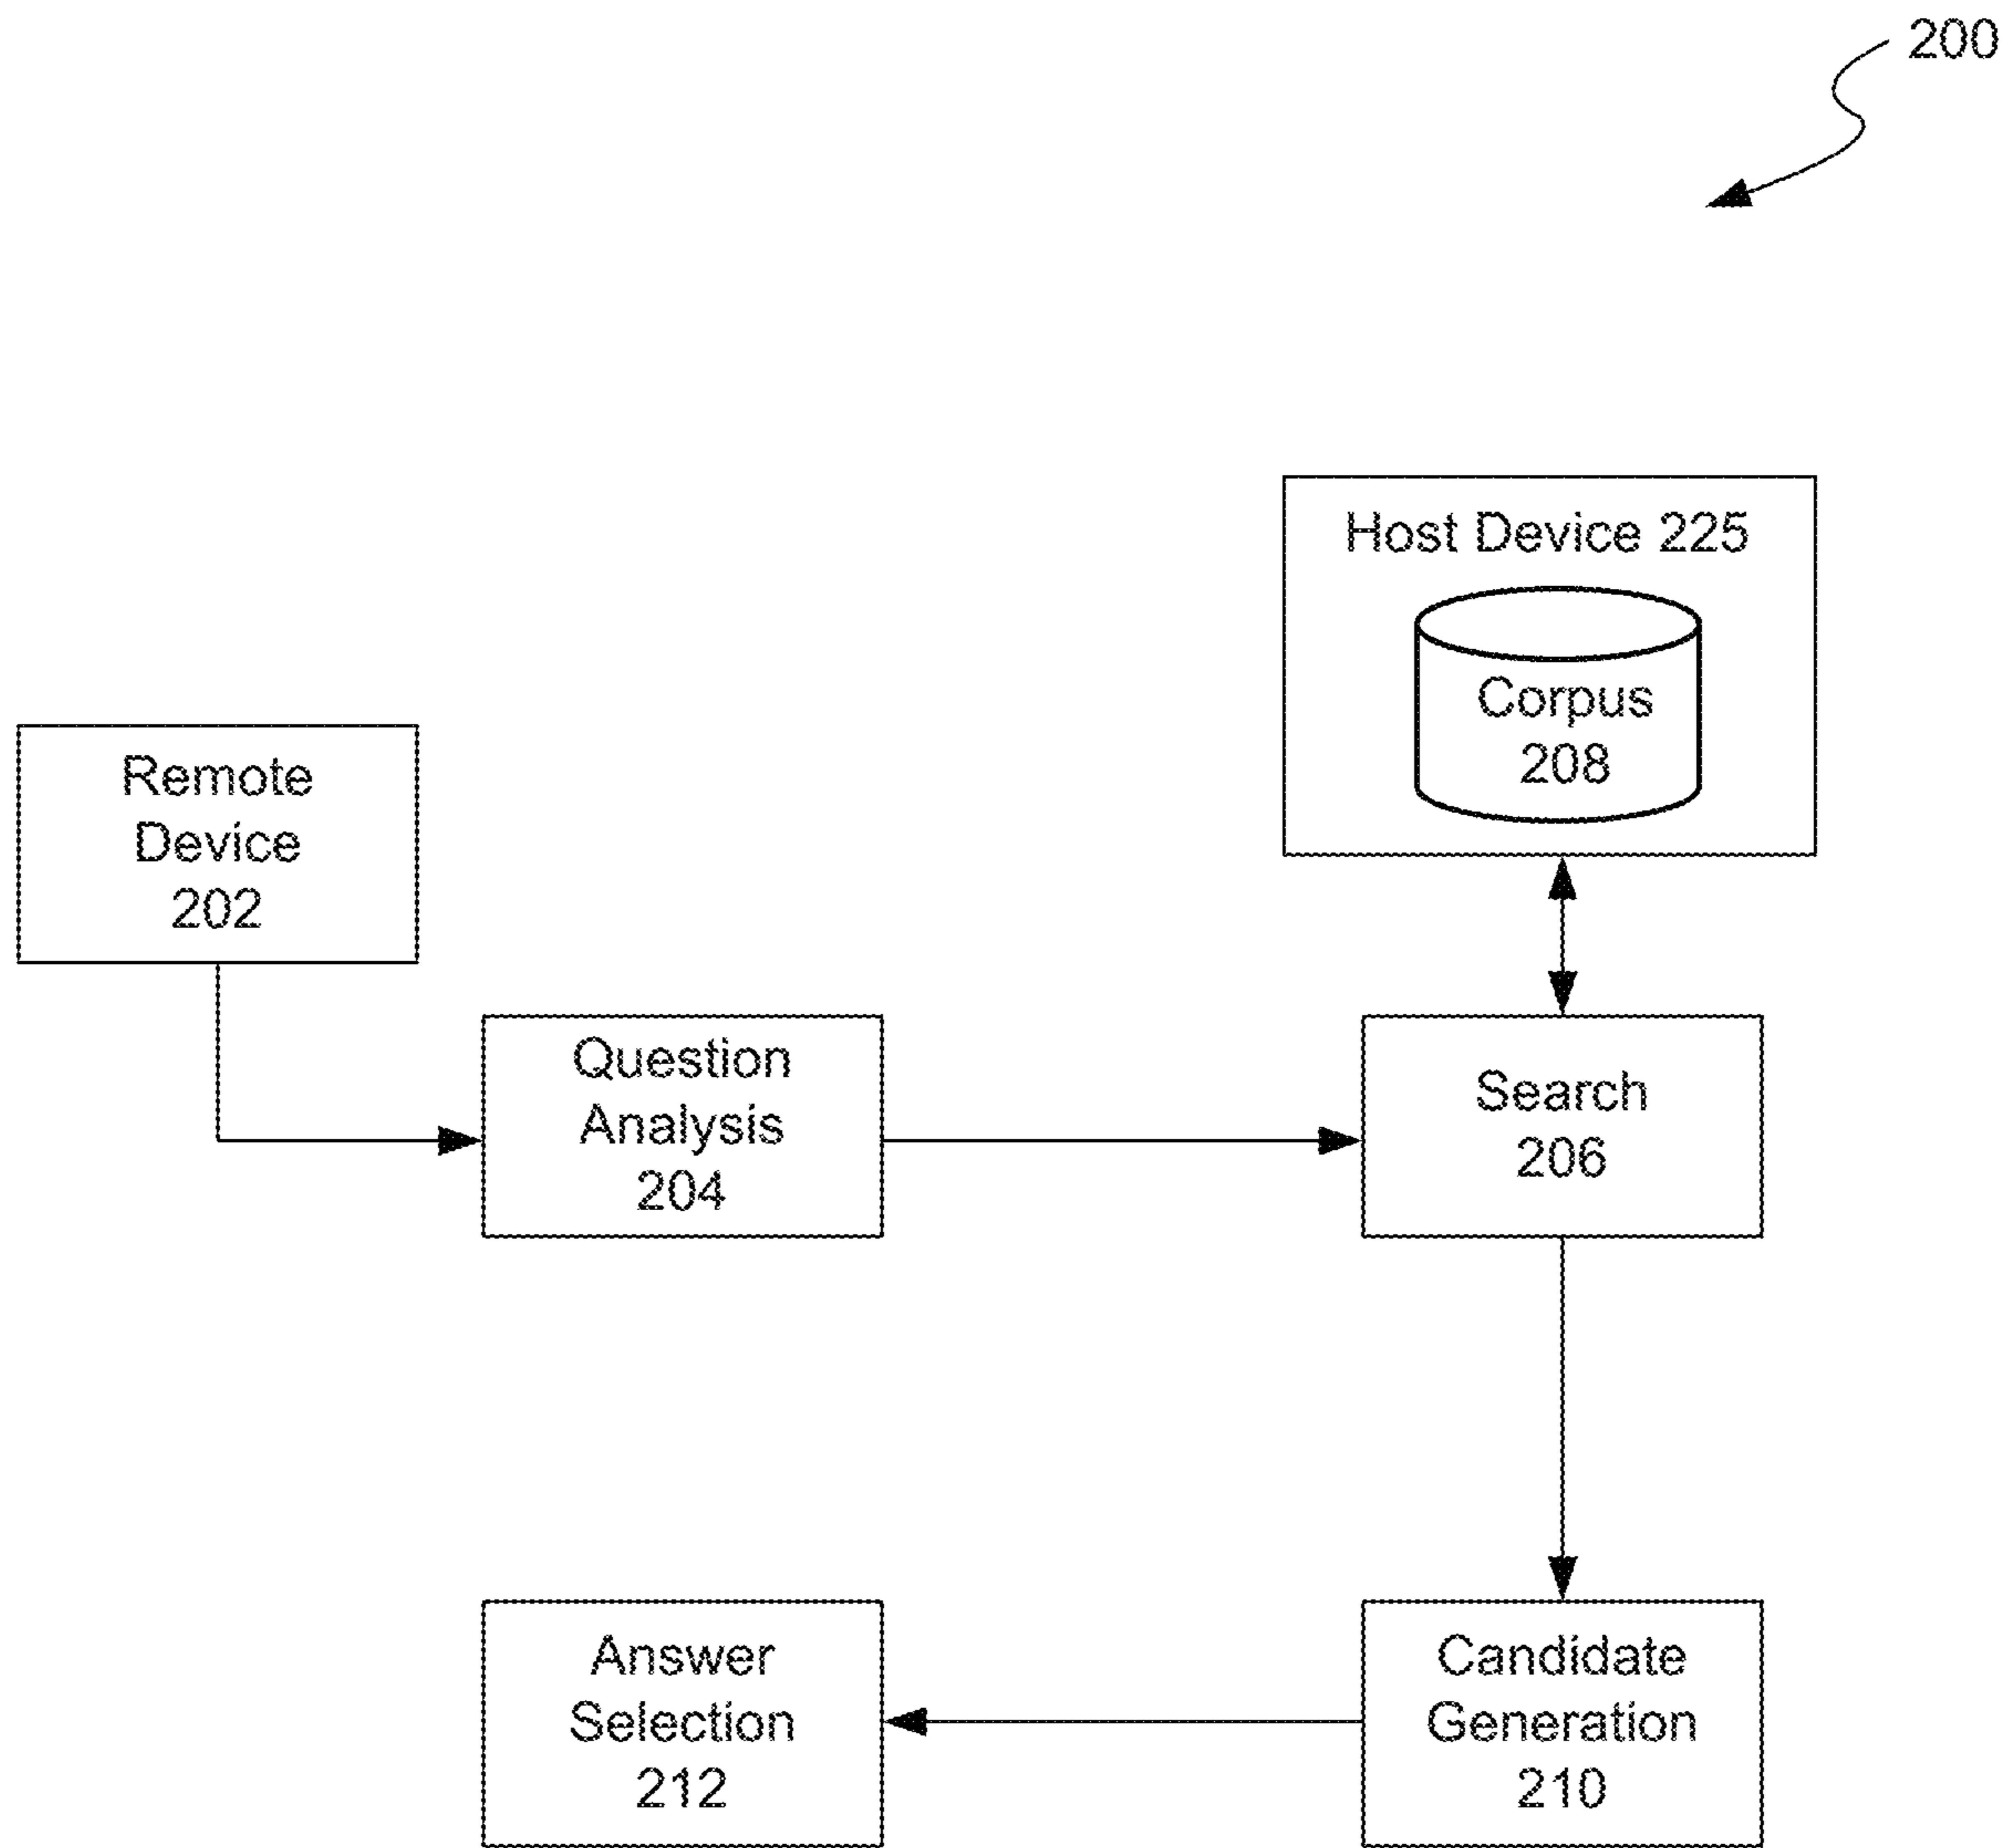 200
Host Device 225
Corpus
208
Remote
Device
202
Question
Analysis
204
Search
206
Answer
Selection
212
Candidate
Generation
210